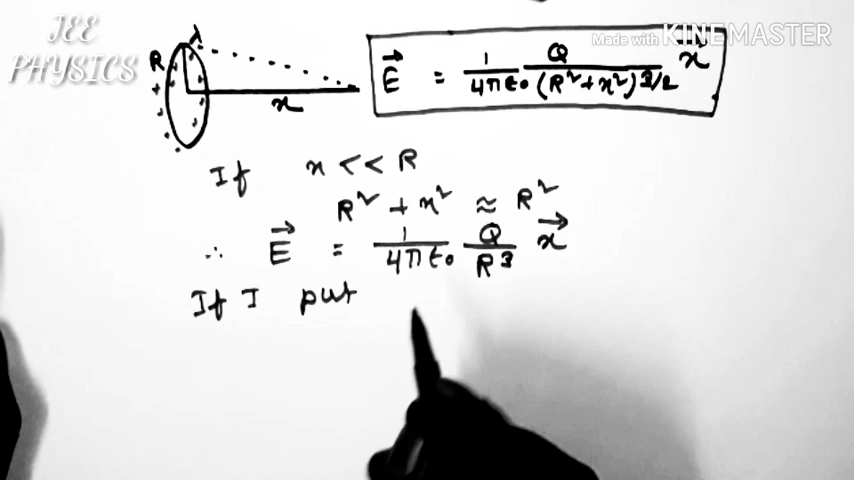 JEE
PHYSICS
Made with KINEMASTER
R λ
x
E⃗ = 1/4πε₀ Q/(R²+x²)^3/2 x⃗
If x << R
R² + x² ≈ R²
∴ E⃗ = 1/4πε₀ Q/R³ x⃗
If I put